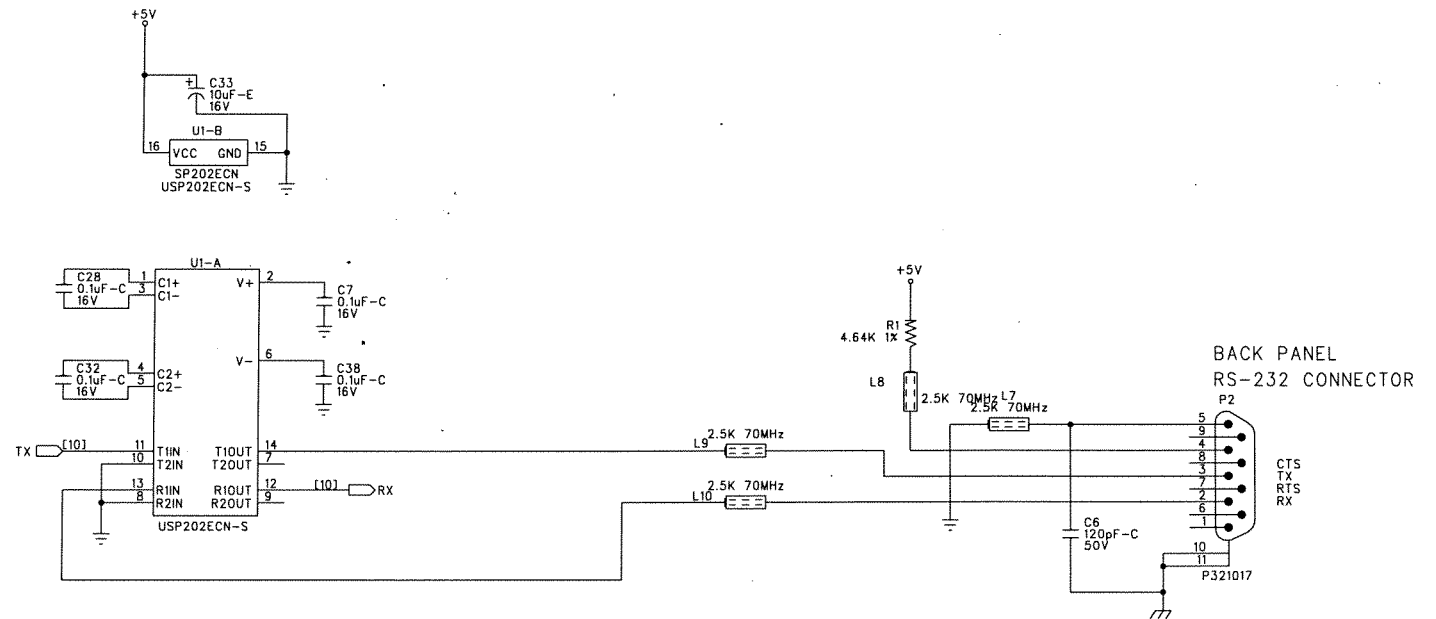 +5V
C33
10uF-E
16V
+
U1-B
16 VCC GND 15
SP202ECN
USP202ECN-S
U1-A
C28
0.1uF-C
16V
1 C1+
3 C1-
V+ 2
C7
0.1uF-C
16V
C32
0.1uF-C
16V
4 C2+
5 C2-
V- 6
C38
0.1uF-C
16V
TX [10] 11 T1IN T1OUT 14
10 T2IN T2OUT 7
13 R1IN R1OUT 12 [10] RX
8 R2IN R2OUT 9
USP202ECN-S
L9 2.5K 70MHz
L10 2.5K 70MHz
+5V
R1
4.64K 1%
L8
2.5K 70MHz
L7
2.5K 70MHz
C6
120pF-C
50V
BACK PANEL
RS-232 CONNECTOR
P2
5
9
4
8 CTS
3 TX
7 RTS
2 RX
6
1
10
11
P321017